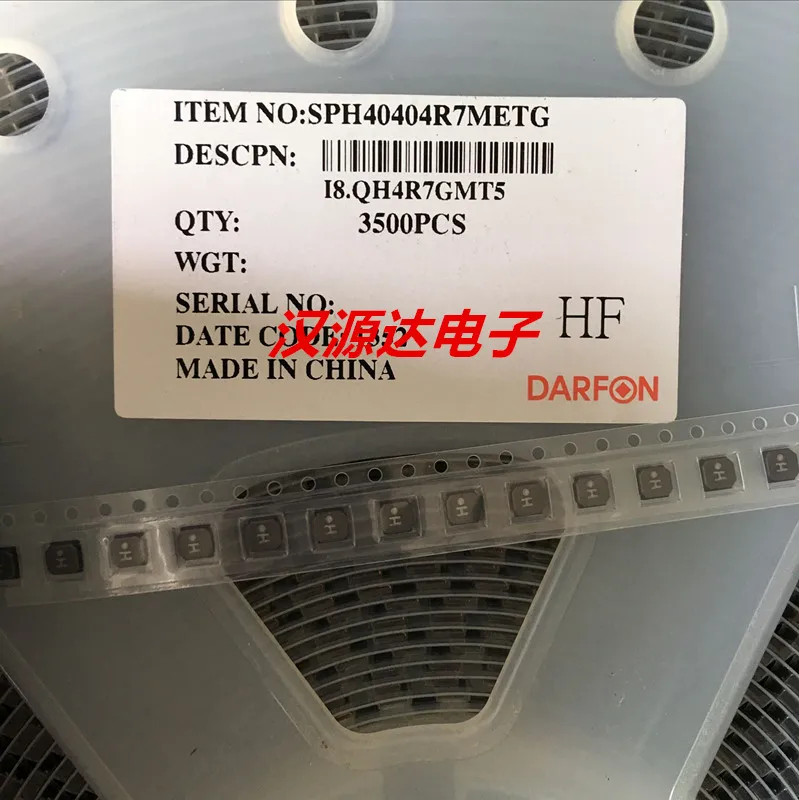 ITEM NO:SPH40404R7METG
DESCPN:
I8.QH4R7GMT5
QTY: 3500PCS
WGT:
SERIAL NO:
汉源达电子
HF
DATE CODE:
MADE IN CHINA
DARFON